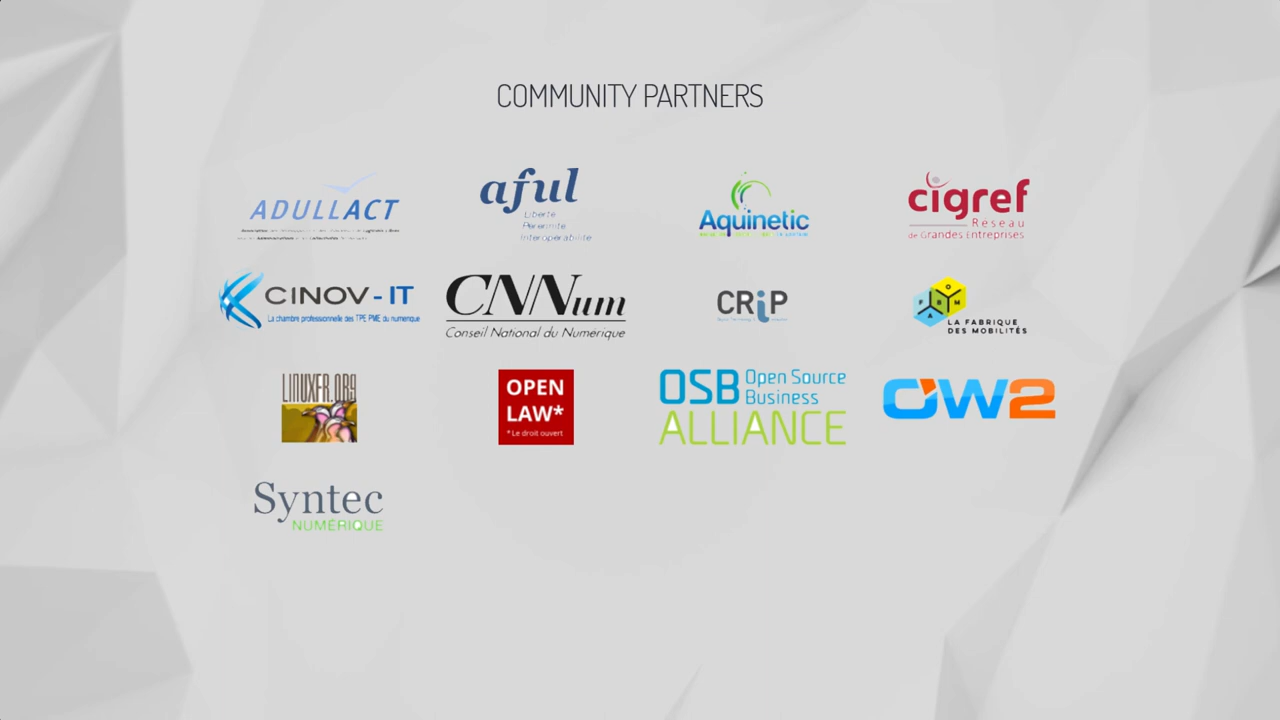 COMMUNITY PARTNERS
ADULLACT
aful
Liberté
Pérennité
Interopérabilité
Aquinetic
cigref
Réseau
de Grandes Entreprises
CINOV-IT
La chambre professionnelle des TPE PME du numérique
CNNum
Conseil National du Numérique
CRiP
FDOM
LA FABRIQUE
DES MOBILITÉS
LINUXFR.ORG
OPEN
LAW*
* Le droit ouvert
OSB Open Source
Business
ALLIANCE
OW2
Syntec
NUMÉRIQUE